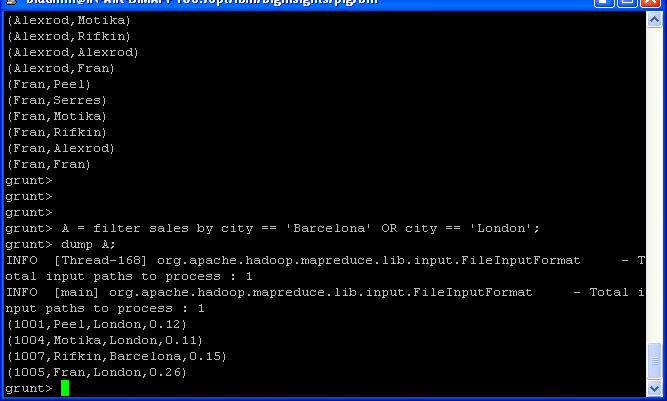 (Alexrod,Motika)
(Alexrod,Rifkin)
(Alexrod,Alexrod)
(Alexrod,Fran)
(Fran,Peel)
(Fran,Serres)
(Fran,Motika)
(Fran,Rifkin)
(Fran,Alexrod)
(Fran,Fran)
grunt>
grunt>
grunt>
grunt> A = filter sales by city == 'Barcelona' OR city == 'London';
grunt> dump A;
INFO  [Thread-168] org.apache.hadoop.mapreduce.lib.input.FileInputFormat     - T
otal input paths to process : 1
INFO  [main] org.apache.hadoop.mapreduce.lib.input.FileInputFormat     - Total i
nput paths to process : 1
(1001,Peel,London,0.12)
(1004,Motika,London,0.11)
(1007,Rifkin,Barcelona,0.15)
(1005,Fran,London,0.26)
grunt>